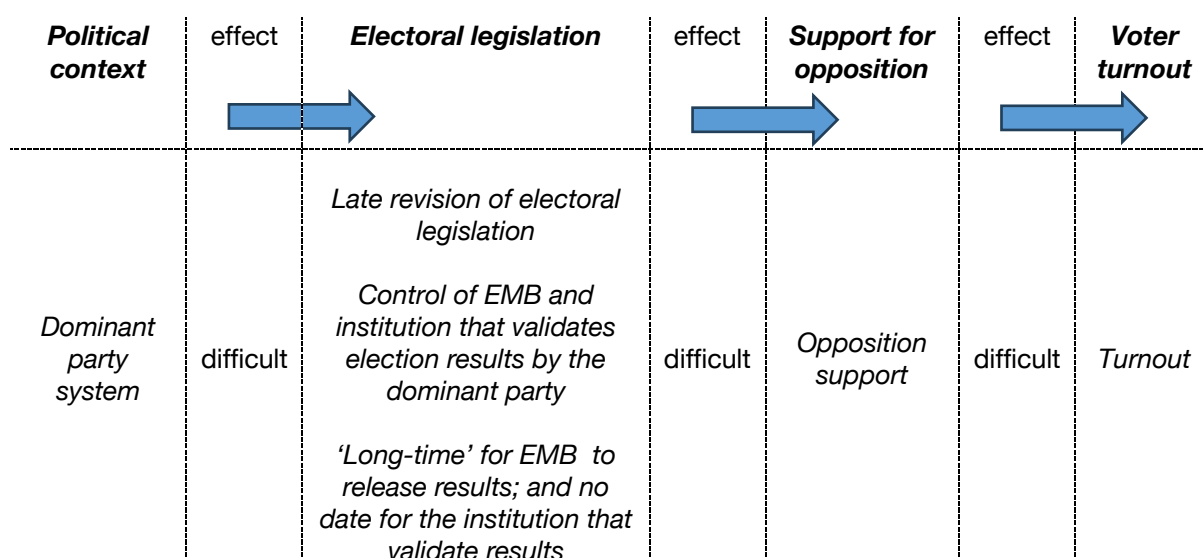 Political
context
effect
Electoral legislation
effect
Support for
opposition
effect
Voter
turnout
Dominant
party
system
difficult
Late revision of electoral
legislation
Control of EMB and
institution that validates
election results by the
dominant party
‘Long-time’ for EMB  to
release results; and no
date for the institution that
validate results
difficult
Opposition
support
difficult
Turnout